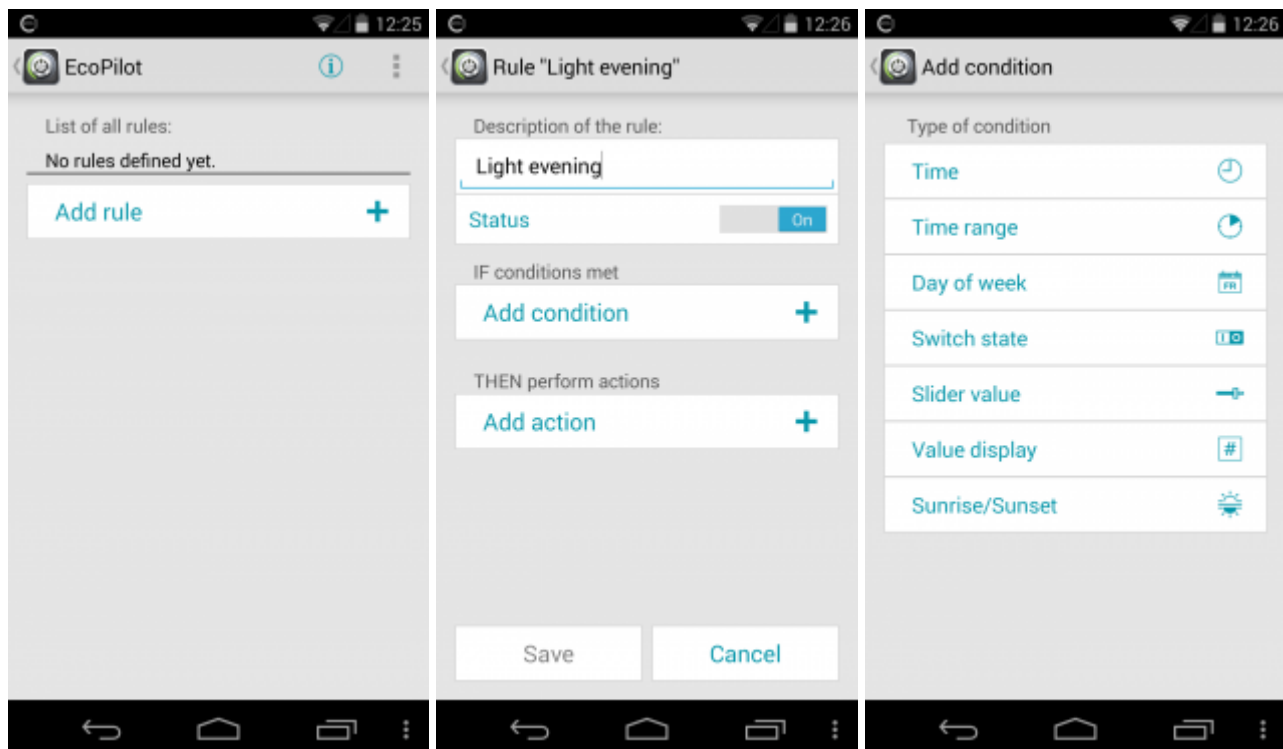 12:25
EcoPilot
List of all rules:
No rules defined yet.
Add rule +
12:26
Rule "Light evening"
Description of the rule:
Light evening
Status On
IF conditions met
Add condition +
THEN perform actions
Add action +
Save Cancel
12:26
Add condition
Type of condition
Time
Time range
Day of week
FR
Switch state
Slider value
Value display #
Sunrise/Sunset